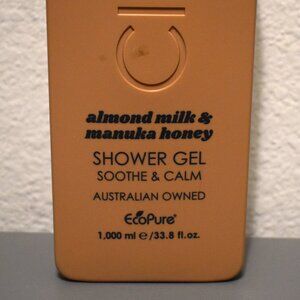 almond milk &
manuka honey
SHOWER GEL
SOOTHE & CALM
AUSTRALIAN OWNED
EcoPure®
1,000 ml ℮ /33.8 fl.oz.